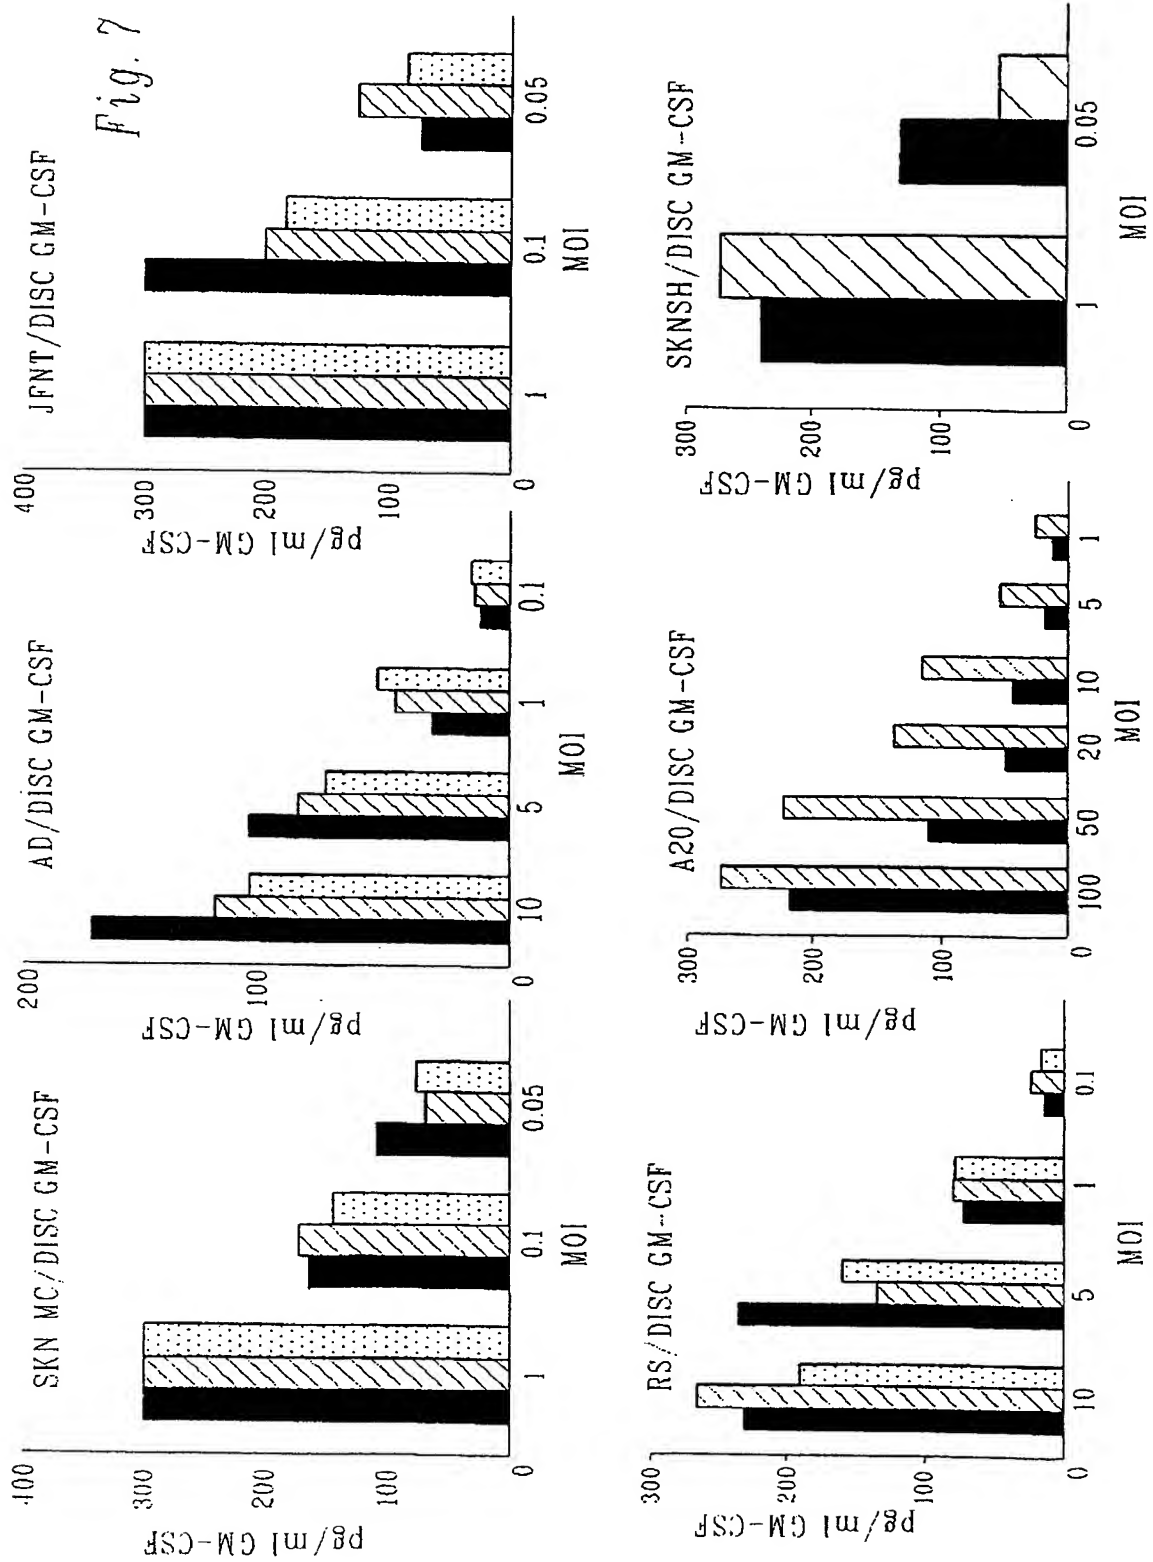 Fig. 7
SKN MC/DISC GM-CSF
pg/ml GM-CSF
400
300
200
100
0
1
0.1
0.05
MOI
AD/DISC GM-CSF
pg/ml GM-CSF
200
100
0
10
5
1
0.1
MOI
JFNT/DISC GM-CSF
pg/ml GM-CSF
400
300
200
100
0
1
0.1
0.05
MOI
RS/DISC GM-CSF
pg/ml GM-CSF
300
200
100
0
10
5
1
0.1
MOI
A20/DISC GM-CSF
pg/ml GM-CSF
300
200
100
0
100
50
20
10
5
1
MOI
SKNSH/DISC GM-CSF
pg/ml GM-CSF
300
200
100
0
1
0.05
MOI